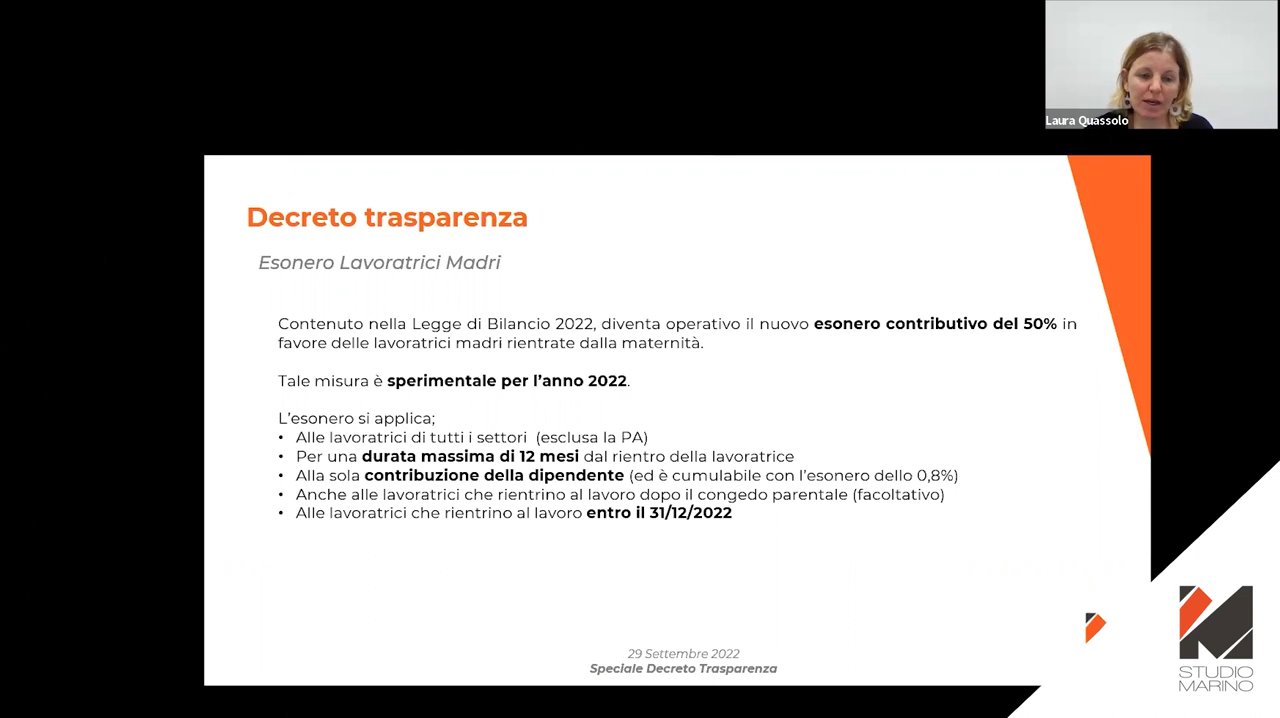 Laura Quassolo
Decreto trasparenza
Esonero Lavoratrici Madri
Contenuto nella Legge di Bilancio 2022, diventa operativo il nuovo esonero contributivo del 50% in
favore delle lavoratrici madri rientrate dalla maternità.
Tale misura è sperimentale per l’anno 2022.
L’esonero si applica;
• Alle lavoratrici di tutti i settori (esclusa la PA)
• Per una durata massima di 12 mesi dal rientro della lavoratrice
• Alla sola contribuzione della dipendente (ed è cumulabile con l’esonero dello 0,8%)
• Anche alle lavoratrici che rientrino al lavoro dopo il congedo parentale (facoltativo)
• Alle lavoratrici che rientrino al lavoro entro il 31/12/2022
29 Settembre 2022
Speciale Decreto Trasparenza
STUDIO
MARINO